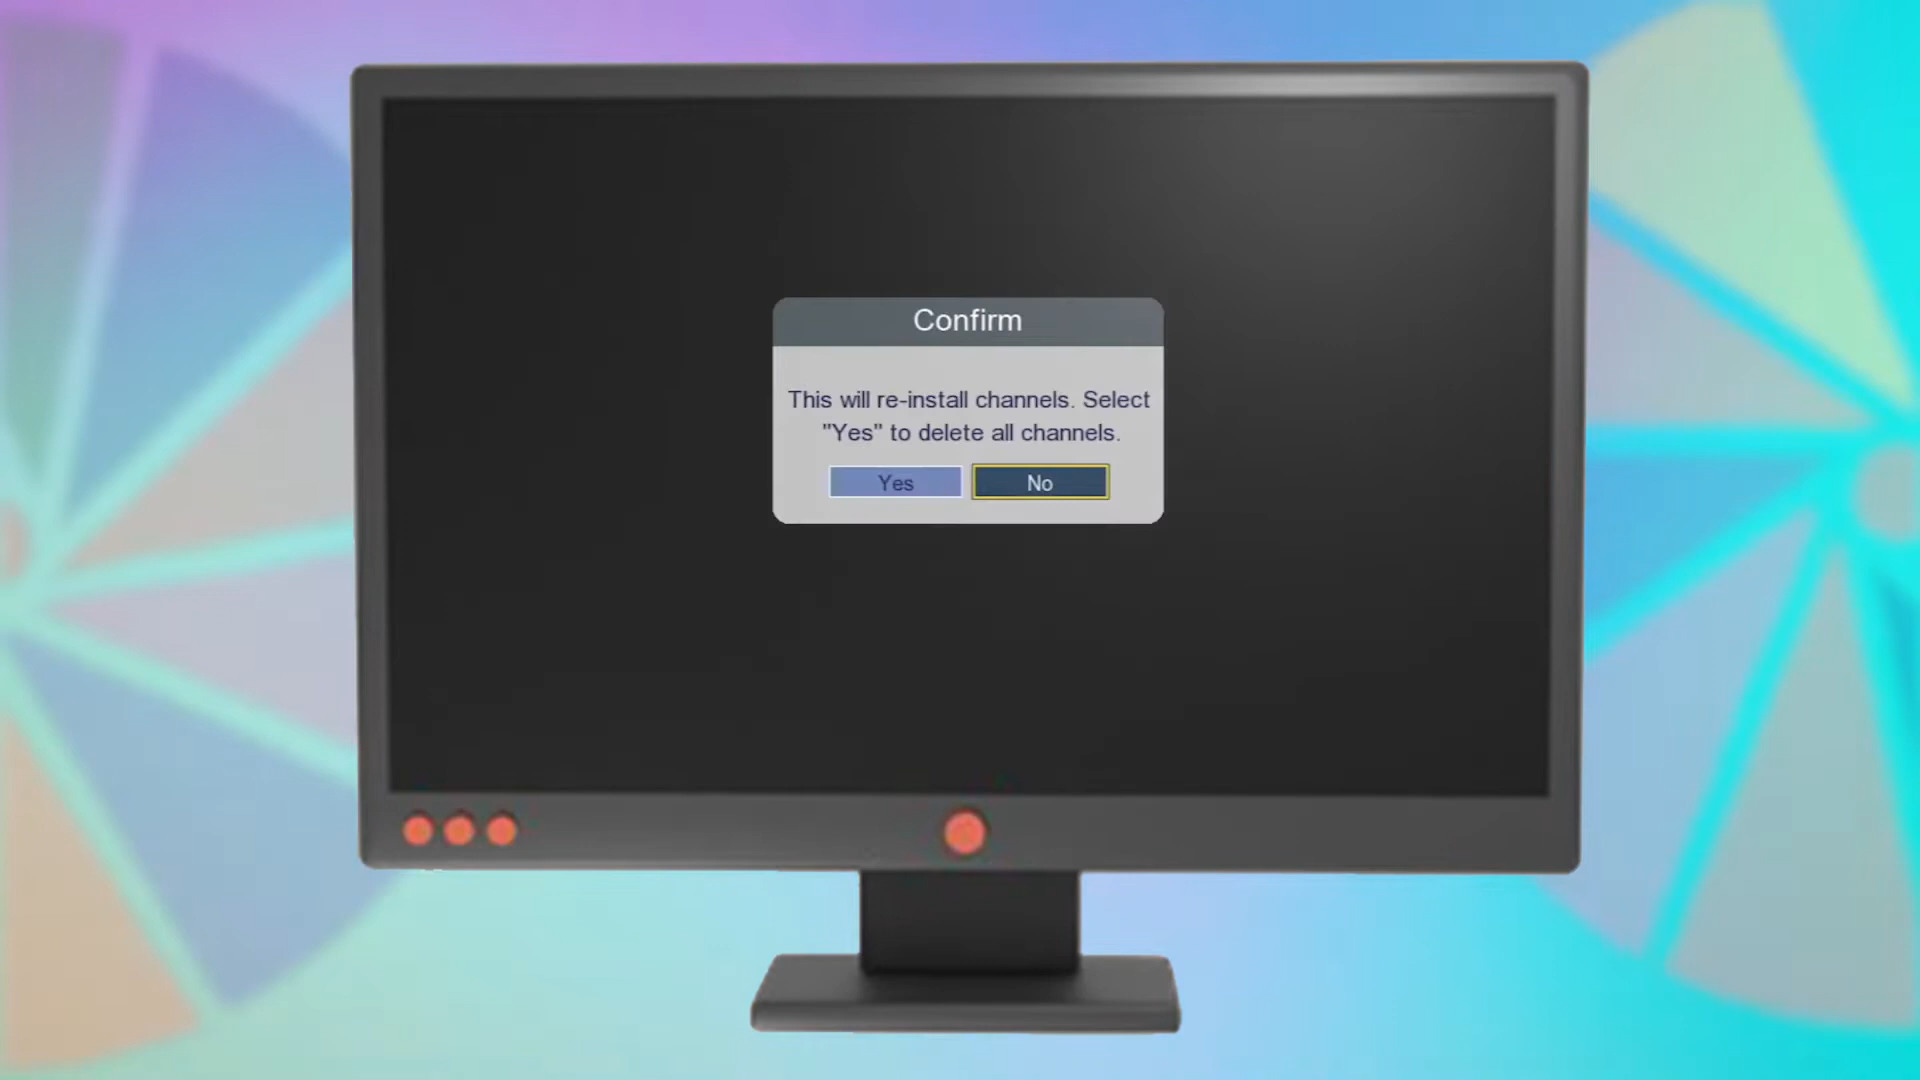 Confirm
This will re-install channels. Select
"Yes" to delete all channels.
Yes No